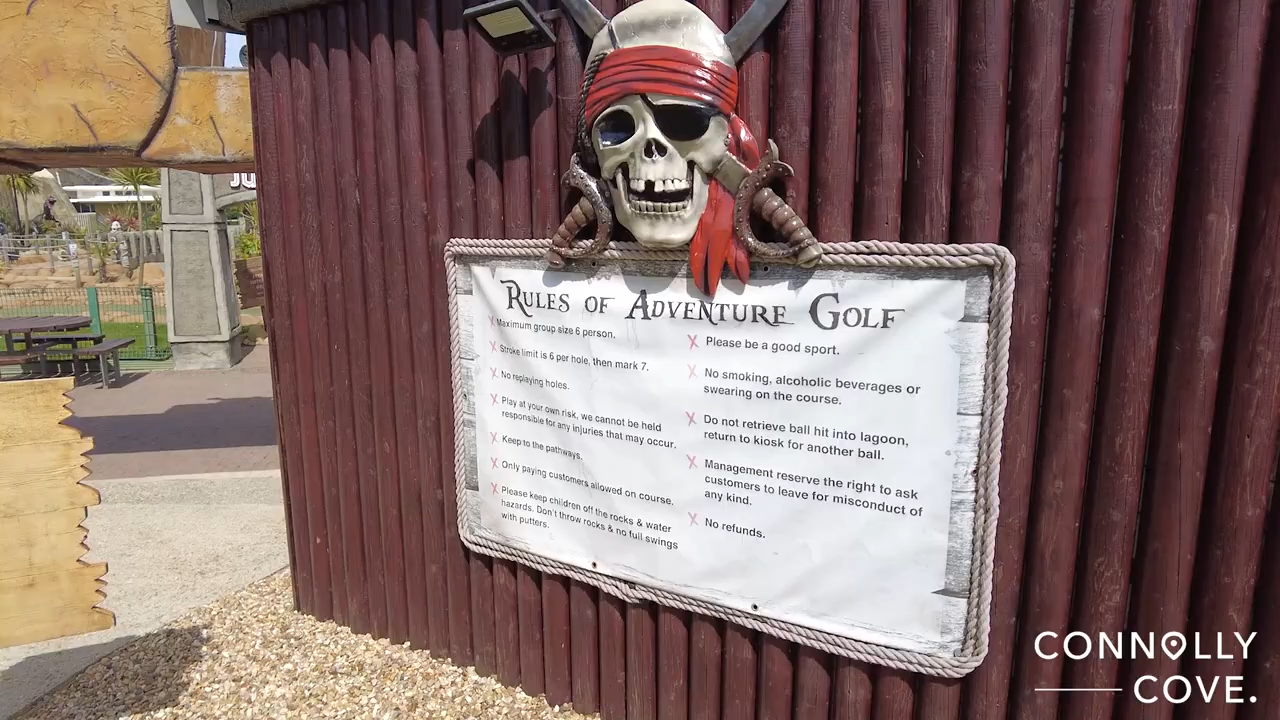 JU
RULES OF ADVENTURE GOLF
X Maximum group size 6 person.
X Stroke limit is 6 per hole, then mark 7.
X No replaying holes.
X Play at your own risk, we cannot be held
responsible for any injuries that may occur.
X Keep to the pathways.
X Only paying customers allowed on course.
X Please keep children off the rocks & water
hazards. Don't throw rocks & no full swings
with putters.
X Please be a good sport.
X No smoking, alcoholic beverages or
swearing on the course.
X Do not retrieve ball hit into lagoon,
return to kiosk for another ball.
X Management reserve the right to ask
customers to leave for misconduct of
any kind.
X No refunds.
CONNOLLY
COVE.